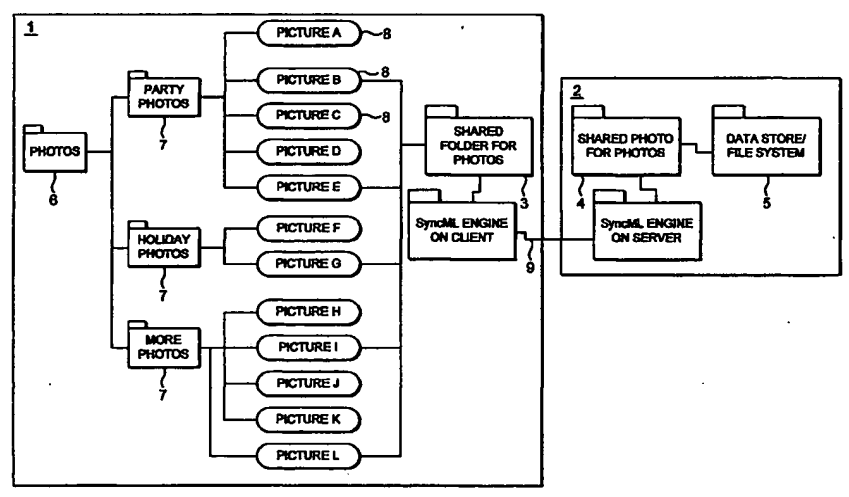 1
PICTURE A
8
PICTURE B
8
PARTY
PHOTOS
7
PICTURE C
8
PHOTOS
6
PICTURE D
PICTURE E
SHARED
FOLDER FOR
PHOTOS
3
2
SHARED PHOTO
FOR PHOTOS
4
DATA STORE/
FILE SYSTEM
5
HOLIDAY
PHOTOS
7
PICTURE F
PICTURE G
SyncML ENGINE
ON CLIENT
9
SyncML ENGINE
ON SERVER
MORE
PHOTOS
7
PICTURE H
PICTURE I
PICTURE J
PICTURE K
PICTURE L